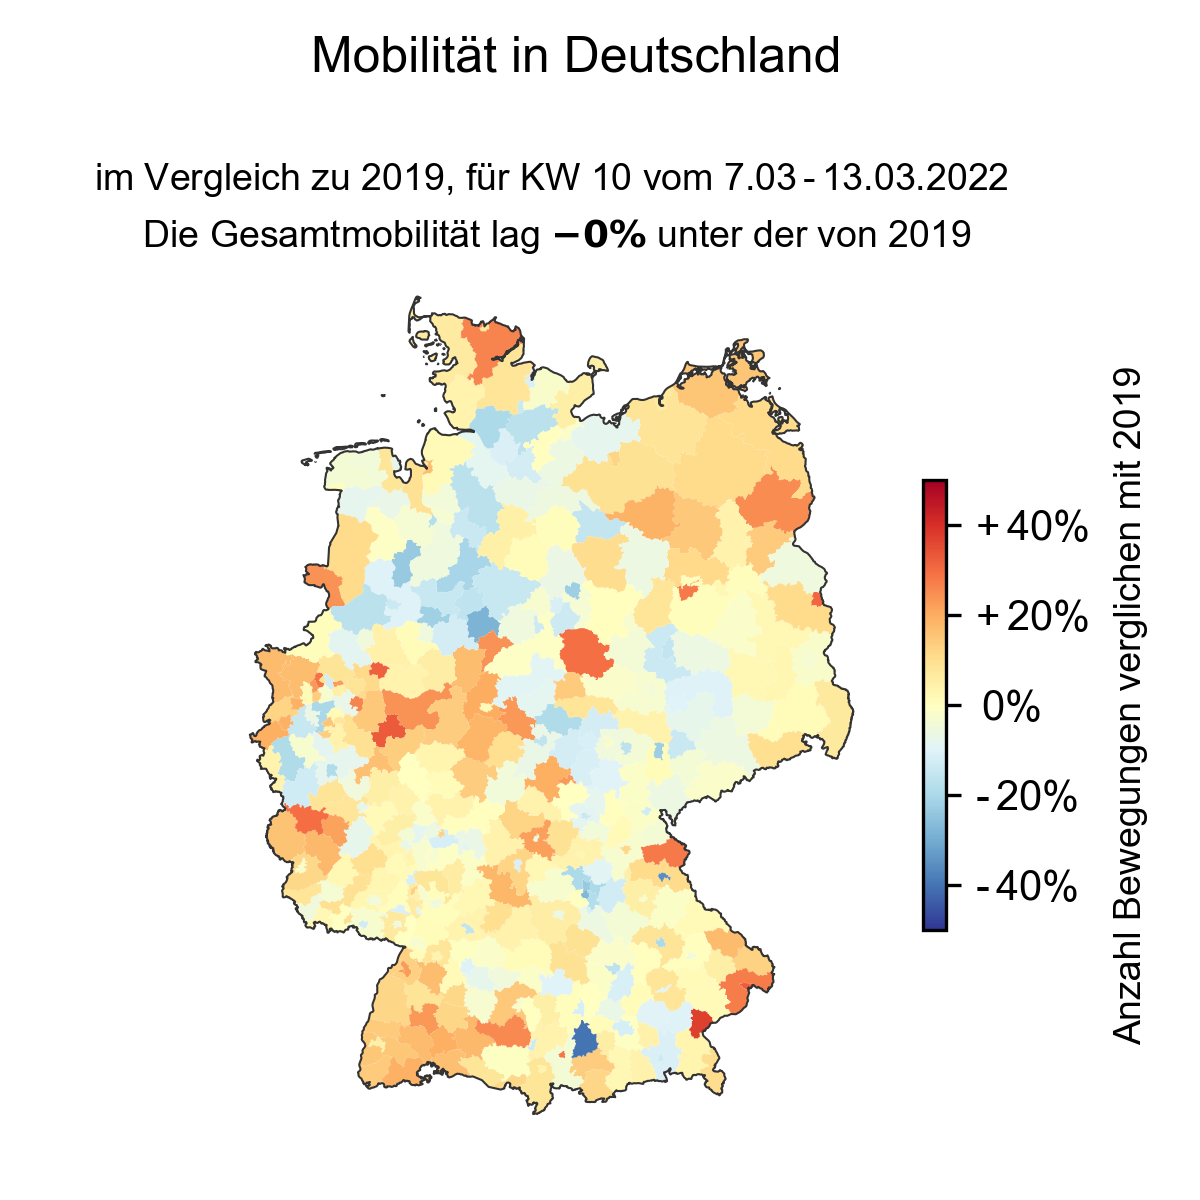 Mobilität in Deutschland
im Vergleich zu 2019, für KW 10 vom 7.03 - 13.03.2022
Die Gesamtmobilität lag −0% unter der von 2019
+40%
+20%
0%
-20%
-40%
Anzahl Bewegungen verglichen mit 2019